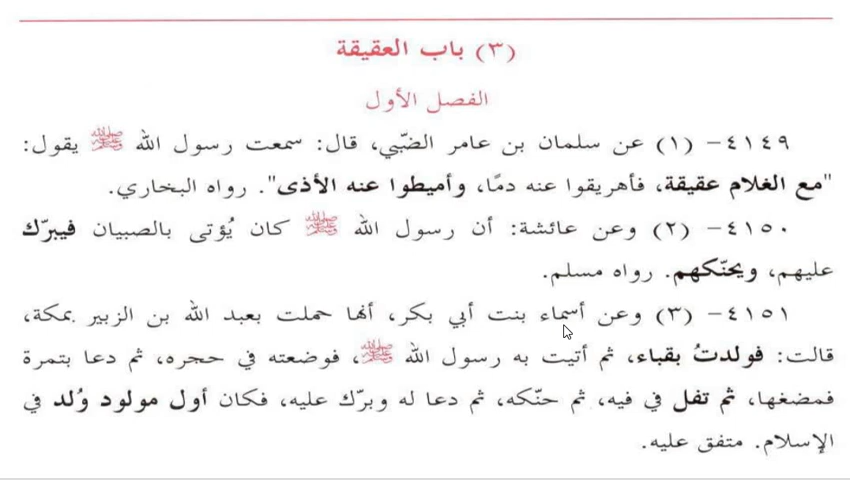 (٣) باب العقيقة
الفصل الأول
٤١٤٩- (١) عن سلمان بن عامر الضّبّي، قال: سمعت رسول الله ﷺ يقول:
"مع الغلام عقيقة، فأهريقوا عنه دمًا، وأميطوا عنه الأذى". رواه البخاري.
٤١٥٠- (٢) وعن عائشة: أن رسول الله ﷺ كان يُؤتى بالصبيان فيبرّك
عليهم، ويحنّكهم. رواه مسلم.
٤١٥١- (٣) وعن أسماء بنت أبي بكر، أنها حملت بعبد الله بن الزبير بمكة،
قالت: فولدتُ بقباء، ثم أتيت به رسول الله ﷺ، فوضعته في حجره، ثم دعا بتمرة
فمضغها، ثم تفل في فيه، ثم حنّكه، ثم دعا له وبرّك عليه، فكان أول مولود وُلد في
الإسلام. متفق عليه.